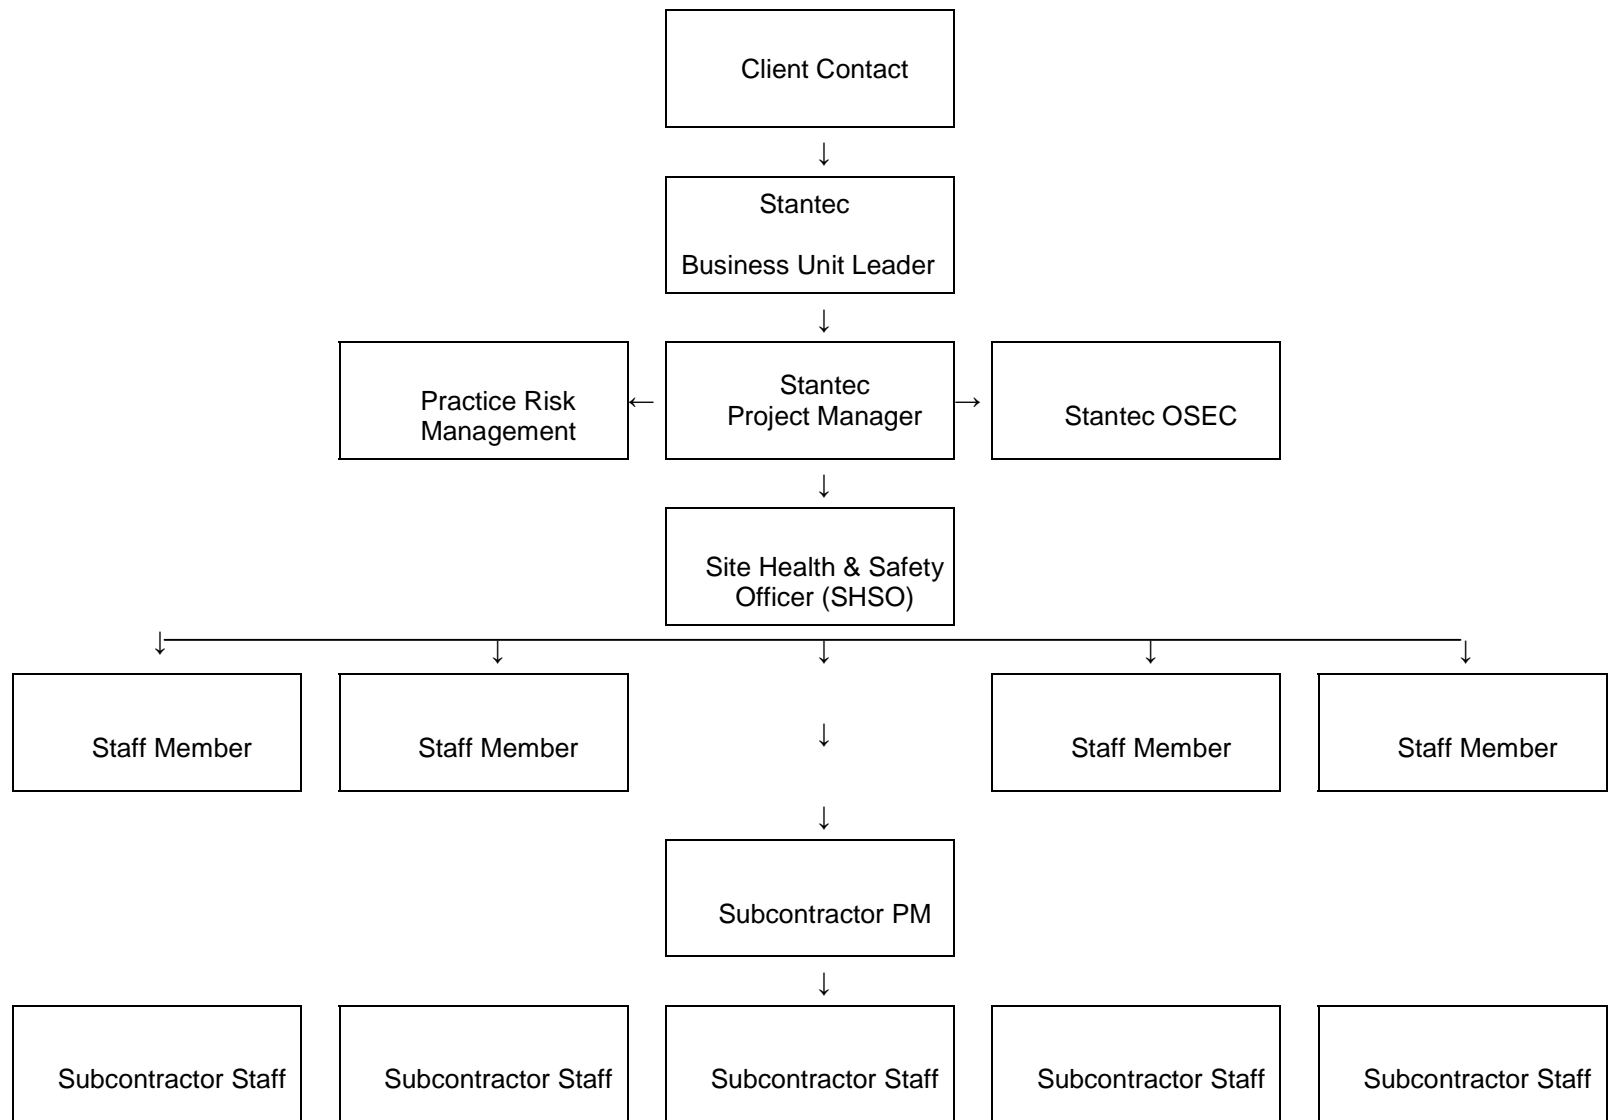 Client Contact
↓
Stantec
Business Unit Leader
↓
Practice Risk
Management
←
Stantec
Project Manager
→
Stantec OSEC
↓
Site Health & Safety
Officer (SHSO)
↓ ↓ ↓ ↓ ↓
Staff Member
Staff Member
↓
Staff Member
Staff Member
↓
Subcontractor PM
↓
Subcontractor Staff
Subcontractor Staff
Subcontractor Staff
Subcontractor Staff
Subcontractor Staff